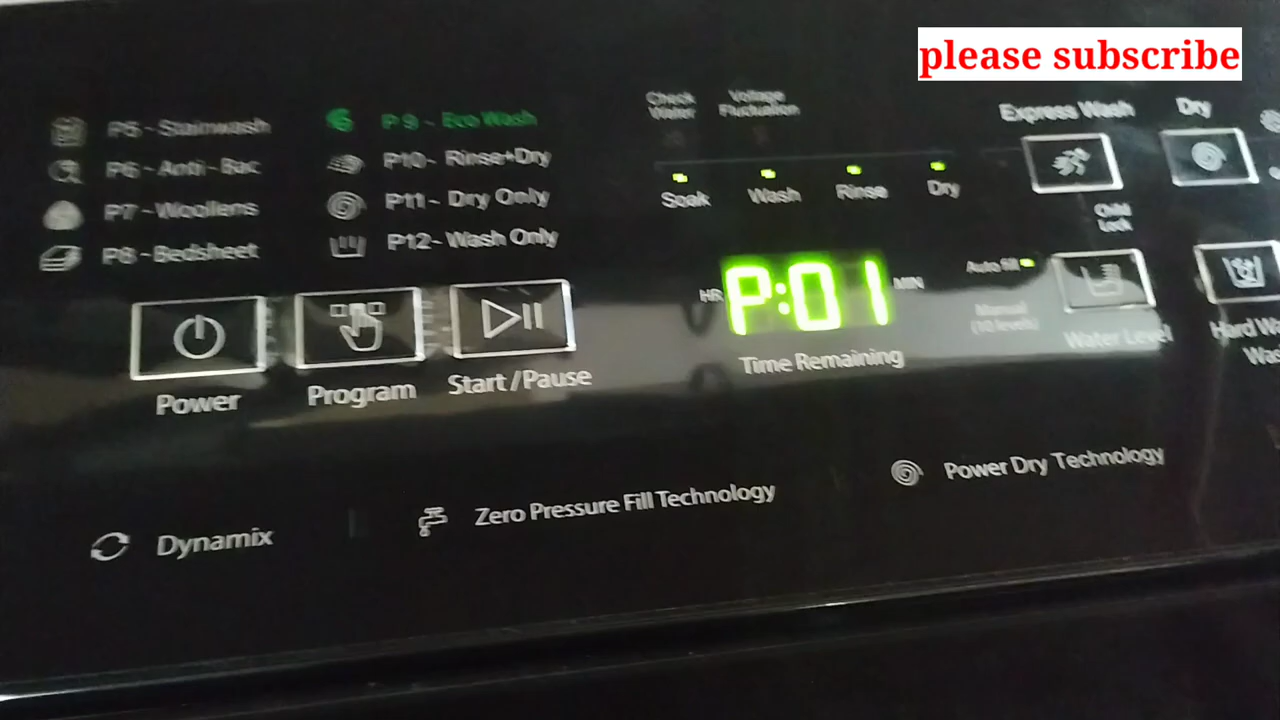 please subscribe
Check Water
Voltage Fluctuation
Express Wash
Dry
P5 - Stainwash
P6 - Anti - Bac
P7 - Woollens
P8 - Bedsheet
P 9 - Eco Wash
P10 - Rinse+Dry
P11 - Dry Only
P12 - Wash Only
Soak
Wash
Rinse
Dry
Child Lock
HR
P:01
MIN
Auto fill
Manual
(10 levels)
Time Remaining
Water Level
Hard
Power
Program
Start/Pause
Dynamix
Zero Pressure Fill Technology
Power Dry Technology